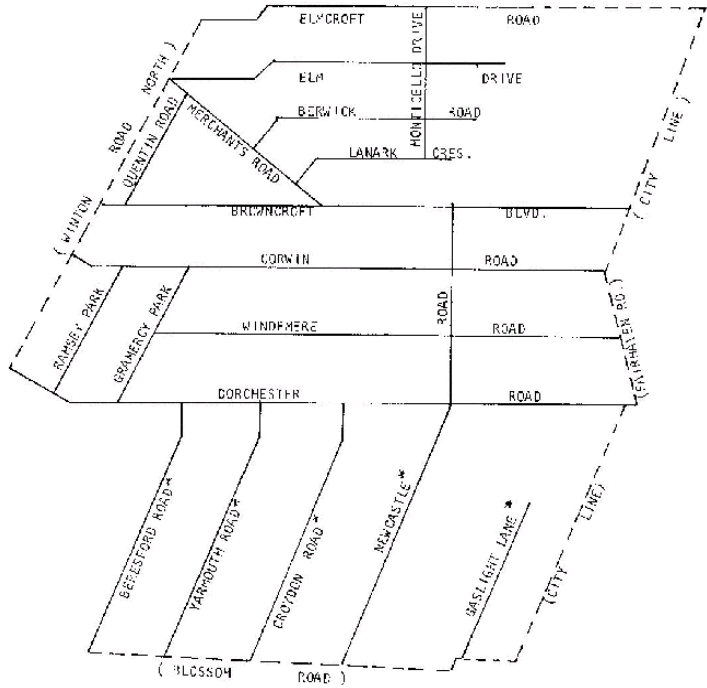 ELMCROFT ROAD
MONTICELLO DRIVE
ELM DRIVE
( WINTON ROAD NORTH )
QUENTIN ROAD
MERCHANTS ROAD
BERWICK ROAD
LANARK CRES.
( CITY LINE )
BROWNCROFT BLVD.
CORWIN ROAD
RAMSEY PARK
GRAMERCY PARK
WINDEMERE ROAD
ROAD
(FAIRHAVEN RD.)
DORCHESTER ROAD
BERESFORD ROAD*
YARMOUTH ROAD*
CROYDON ROAD*
NEWCASTLE*
GASLIGHT LANE*
(CITY LINE)
( BLOSSOM ROAD )